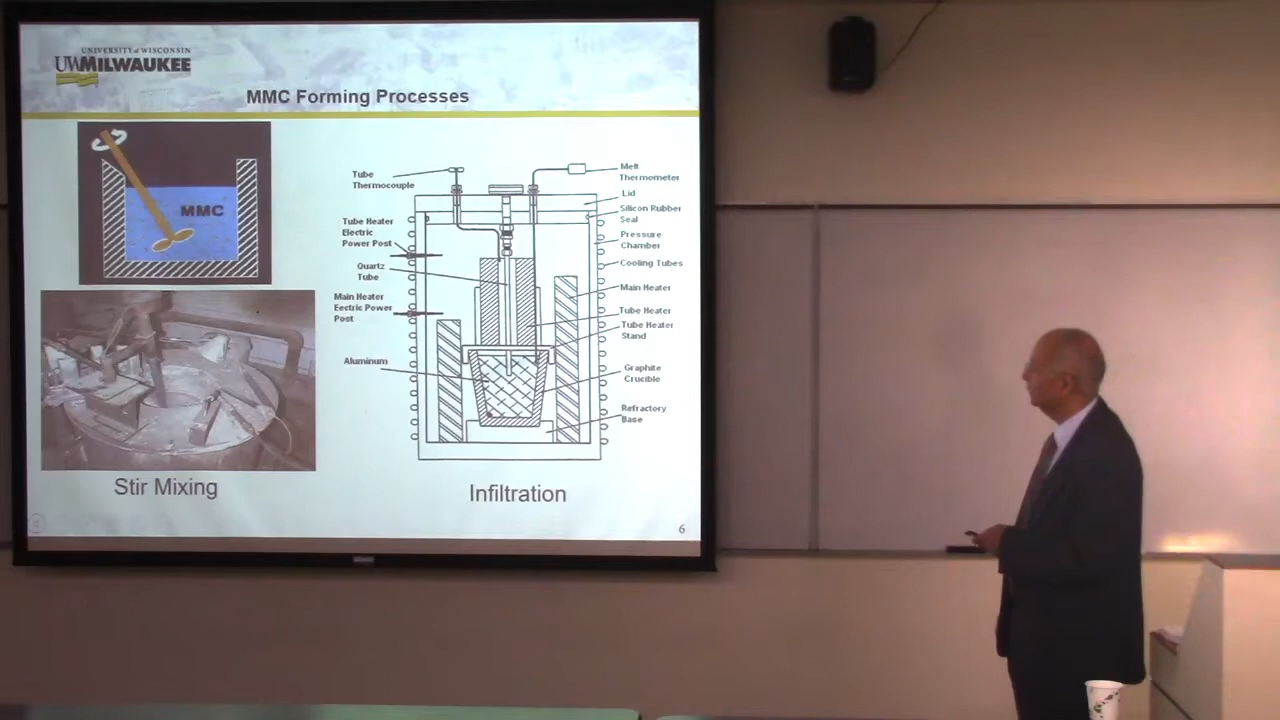 UNIVERSITY of WISCONSIN
UWMILWAUKEE
MMC Forming Processes
MMC
Stir Mixing
Tube
Thermocouple
Tube Heater
Electric
Power Post
Quartz
Tube
Main Heater
Eectric Power
Post
Aluminum
Melt
Thermometer
Lid
Silicon Rubber
Seal
Pressure
Chamber
Cooling Tubes
Main Heater
Tube Heater
Tube Heater
Stand
Graphite
Crucible
Refractory
Base
Infiltration
6